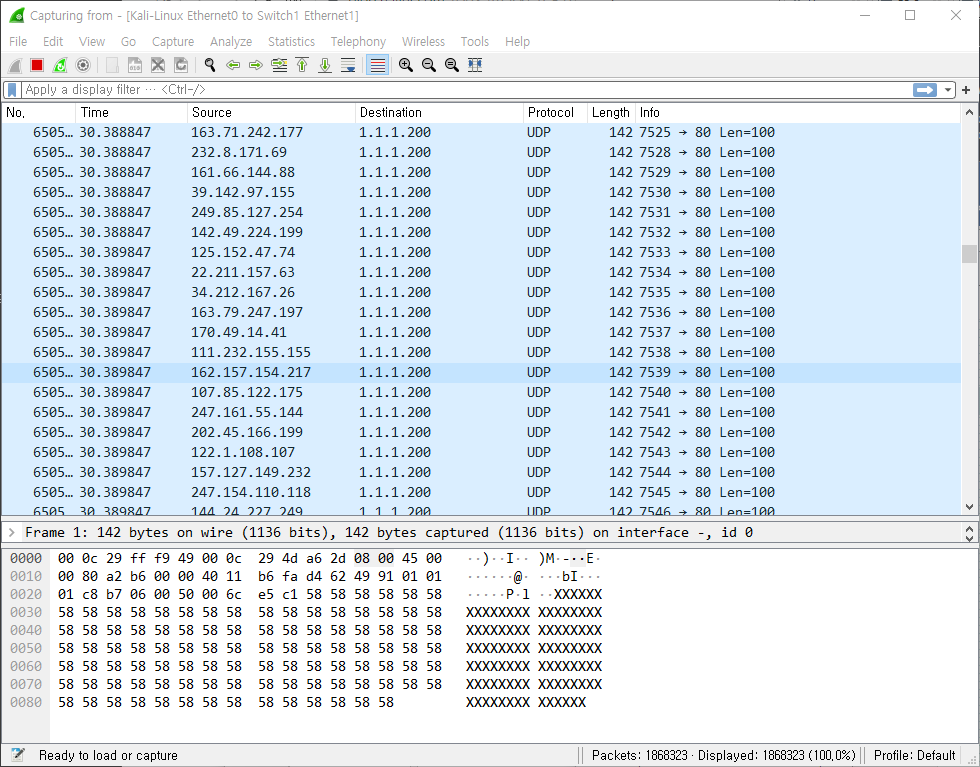 Capturing from - [Kali-Linux Ethernet0 to Switch1 Ethernet1]
File Edit View Go Capture Analyze Statistics Telephony Wireless Tools Help
Apply a display filter ··· <Ctrl-/>
No. Time Source Destination Protocol Length Info
6505… 30.388847 163.71.242.177 1.1.1.200 UDP 142 7525 → 80 Len=100
6505… 30.388847 232.8.171.69 1.1.1.200 UDP 142 7528 → 80 Len=100
6505… 30.388847 161.66.144.88 1.1.1.200 UDP 142 7529 → 80 Len=100
6505… 30.388847 39.142.97.155 1.1.1.200 UDP 142 7530 → 80 Len=100
6505… 30.388847 249.85.127.254 1.1.1.200 UDP 142 7531 → 80 Len=100
6505… 30.388847 142.49.224.199 1.1.1.200 UDP 142 7532 → 80 Len=100
6505… 30.389847 125.152.47.74 1.1.1.200 UDP 142 7533 → 80 Len=100
6505… 30.389847 22.211.157.63 1.1.1.200 UDP 142 7534 → 80 Len=100
6505… 30.389847 34.212.167.26 1.1.1.200 UDP 142 7535 → 80 Len=100
6505… 30.389847 163.79.247.197 1.1.1.200 UDP 142 7536 → 80 Len=100
6505… 30.389847 170.49.14.41 1.1.1.200 UDP 142 7537 → 80 Len=100
6505… 30.389847 111.232.155.155 1.1.1.200 UDP 142 7538 → 80 Len=100
6505… 30.389847 162.157.154.217 1.1.1.200 UDP 142 7539 → 80 Len=100
6505… 30.389847 107.85.122.175 1.1.1.200 UDP 142 7540 → 80 Len=100
6505… 30.389847 247.161.55.144 1.1.1.200 UDP 142 7541 → 80 Len=100
6505… 30.389847 202.45.166.199 1.1.1.200 UDP 142 7542 → 80 Len=100
6505… 30.389847 122.1.108.107 1.1.1.200 UDP 142 7543 → 80 Len=100
6505… 30.389847 157.127.149.232 1.1.1.200 UDP 142 7544 → 80 Len=100
6505… 30.389847 247.154.110.118 1.1.1.200 UDP 142 7545 → 80 Len=100
6505… 30.389847 144.24.227.249 1.1.1.200 UDP 142 7546 → 80 Len=100
Frame 1: 142 bytes on wire (1136 bits), 142 bytes captured (1136 bits) on interface -, id 0
0000 00 0c 29 ff f9 49 00 0c 29 4d a6 2d 08 00 45 00 ··)··I·· )M·-··E·
0010 00 80 a2 b6 00 00 40 11 b6 fa d4 62 49 91 01 01 ······@· ···bI···
0020 01 c8 b7 06 00 50 00 6c e5 c1 58 58 58 58 58 58 ·····P·l ··XXXXXX
0030 58 58 58 58 58 58 58 58 58 58 58 58 58 58 58 58 XXXXXXXX XXXXXXXX
0040 58 58 58 58 58 58 58 58 58 58 58 58 58 58 58 58 XXXXXXXX XXXXXXXX
0050 58 58 58 58 58 58 58 58 58 58 58 58 58 58 58 58 XXXXXXXX XXXXXXXX
0060 58 58 58 58 58 58 58 58 58 58 58 58 58 58 58 58 XXXXXXXX XXXXXXXX
0070 58 58 58 58 58 58 58 58 58 58 58 58 58 58 58 58 XXXXXXXX XXXXXXXX
0080 58 58 58 58 58 58 58 58 58 58 58 58 58 58 XXXXXXXX XXXXXX
Ready to load or capture Packets: 1868323 · Displayed: 1868323 (100,0%) Profile: Default